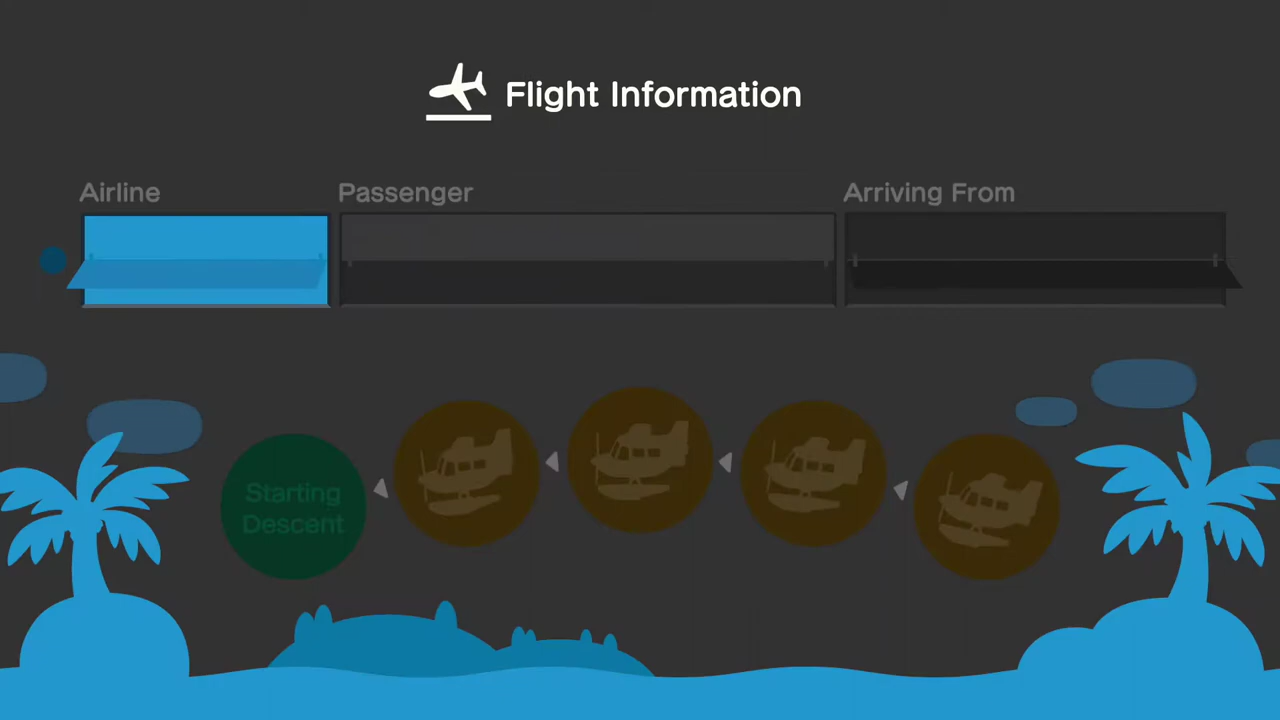 Flight Information
Airline
Passenger
Arriving From
Starting
Descent